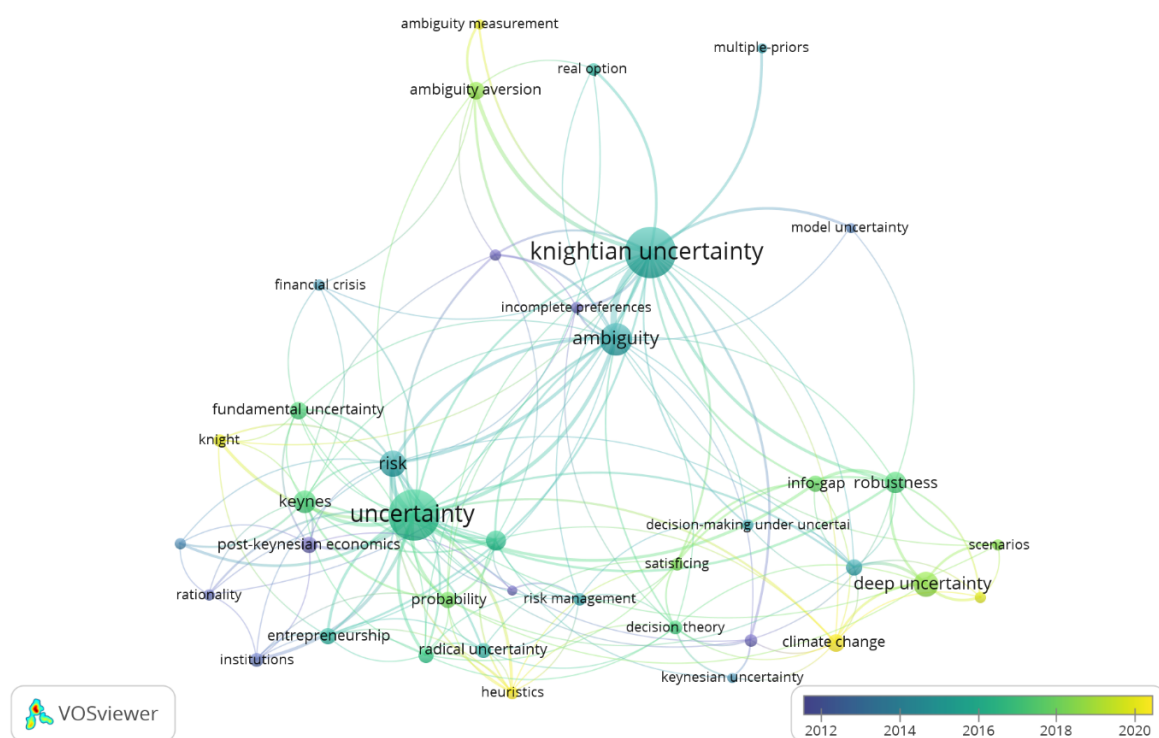 ambiguity measurement
multiple-priors
real option
ambiguity aversion
model uncertainty
knightian uncertainty
financial crisis
incomplete preferences
ambiguity
fundamental uncertainty
knight
risk
info-gap
robustness
keynes
uncertainty
decision-making under uncertai
post-keynesian economics
scenarios
satisficing
deep uncertainty
rationality
probability
risk management
decision theory
entrepreneurship
climate change
radical uncertainty
institutions
keynesian uncertainty
heuristics
VOSviewer
2012 2014 2016 2018 2020